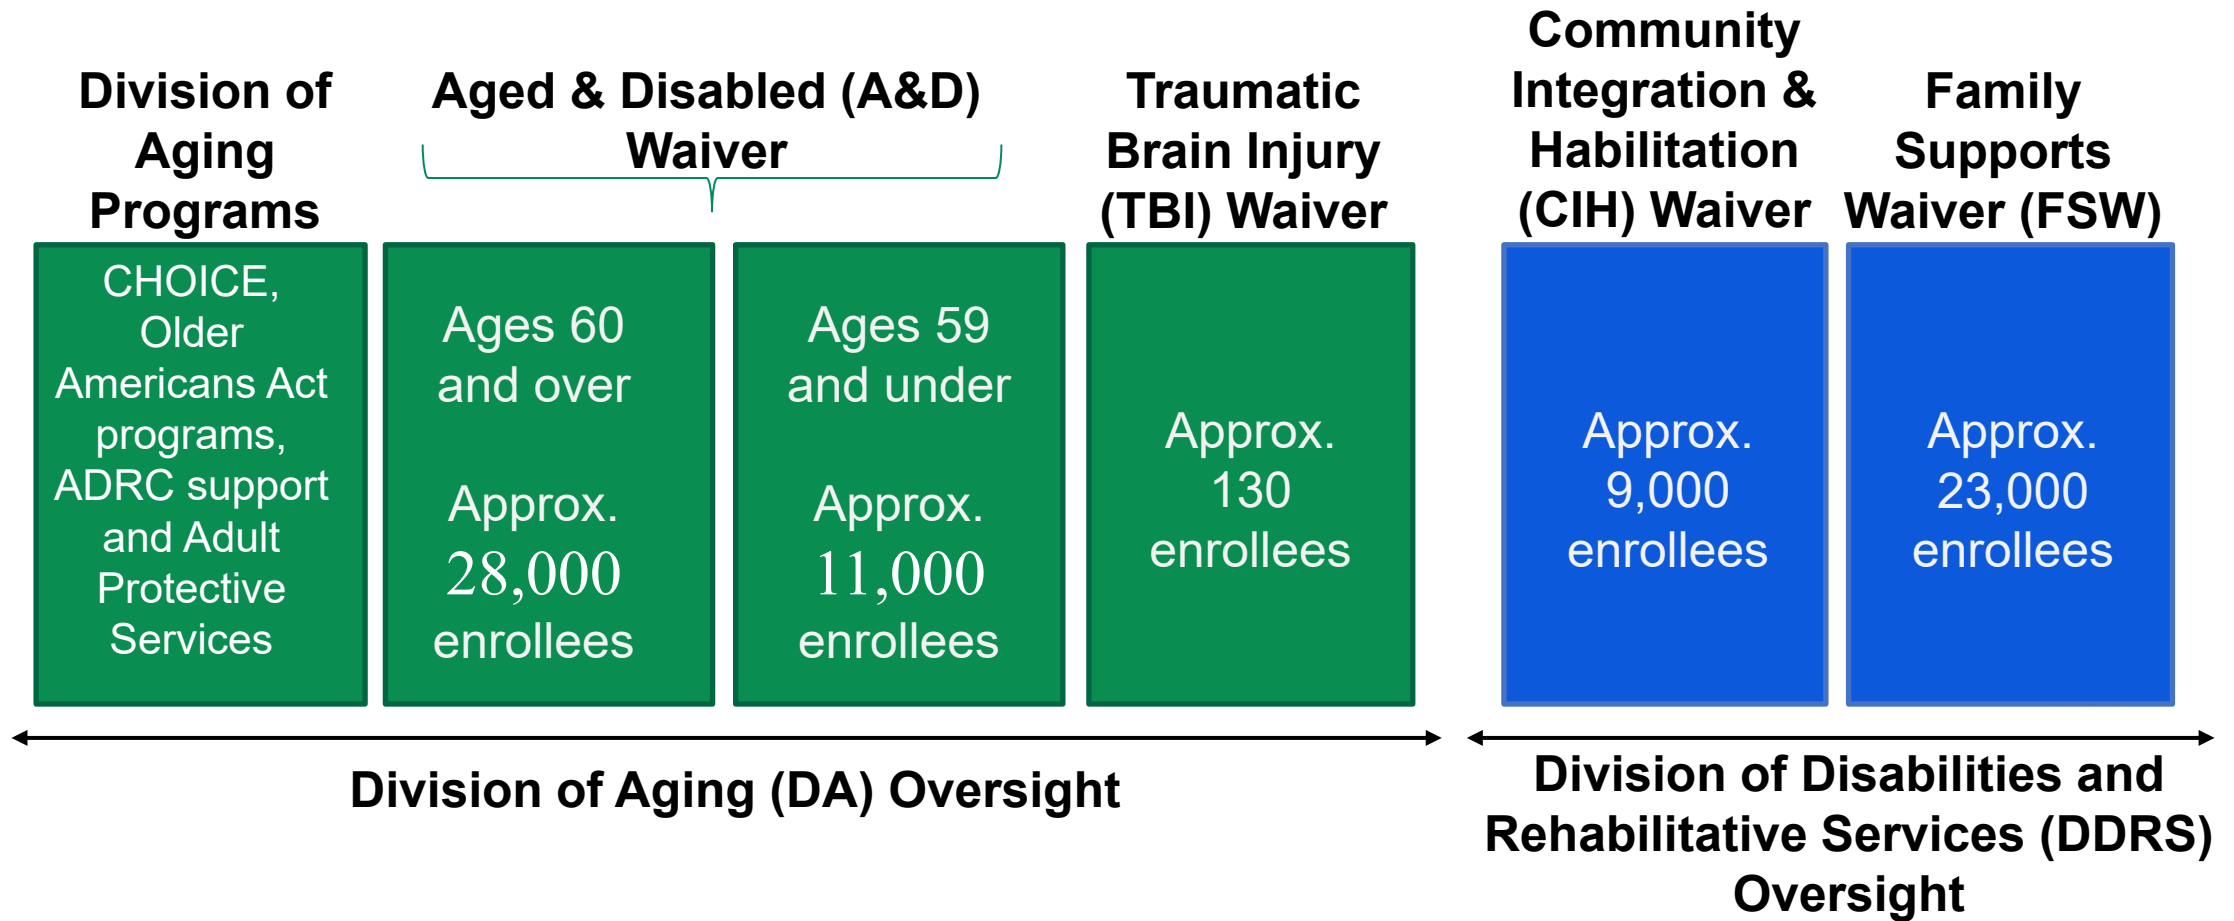 Division of
Aging
Programs
Aged & Disabled (A&D)
Waiver
Traumatic
Brain Injury
(TBI) Waiver
Community
Integration &
Habilitation
(CIH) Waiver
Family
Supports
Waiver (FSW)
CHOICE,
Older
Americans Act
programs,
ADRC support
and Adult
Protective
Services
Ages 60
and over
Approx.
28,000
enrollees
Ages 59
and under
Approx.
11,000
enrollees
Approx.
130
enrollees
Approx.
9,000
enrollees
Approx.
23,000
enrollees
Division of Aging (DA) Oversight
Division of Disabilities and
Rehabilitative Services (DDRS)
Oversight